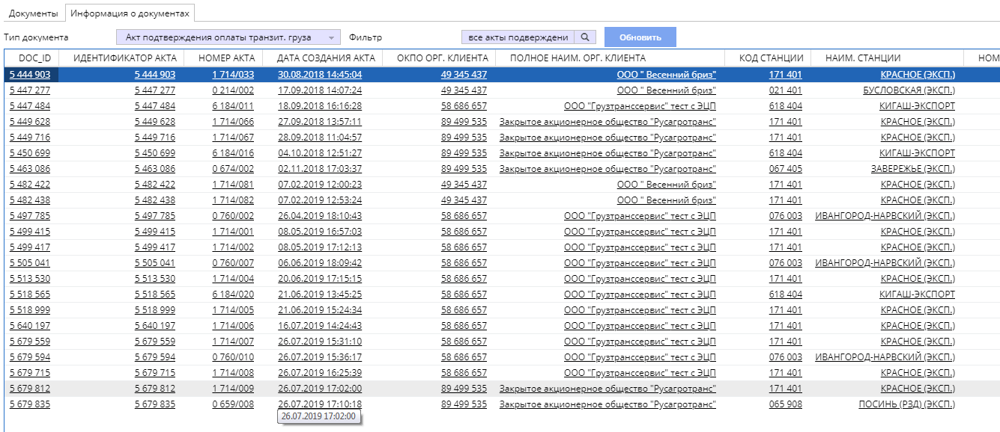 Документы Информация о документах
Тип документа Акт подтверждения оплаты транзит. груза Фильтр все акты подверждени Обновить
DOC_ID ИДЕНТИФИКАТОР АКТА НОМЕР АКТА ДАТА СОЗДАНИЯ АКТА ОКПО ОРГ. КЛИЕНТА ПОЛНОЕ НАИМ. ОРГ. КЛИЕНТА КОД СТАНЦИИ НАИМ. СТАНЦИИ НОМ
5 444 903 5 444 903 1 714/033 30.08.2018 14:45:04 49 345 437 ООО " Весенний бриз" 171 401 КРАСНОЕ (ЭКСП.)
5 447 277 5 447 277 0 214/002 17.09.2018 14:07:24 49 345 437 ООО " Весенний бриз" 021 401 БУСЛОВСКАЯ (ЭКСП.)
5 447 484 5 447 484 6 184/011 18.09.2018 16:16:28 58 686 657 ООО "Грузтранссервис" тест с ЭЦП 618 404 КИГАШ-ЭКСПОРТ
5 449 628 5 449 628 1 714/066 27.09.2018 13:57:11 89 499 535 Закрытое акционерное общество "Русагротранс" 171 401 КРАСНОЕ (ЭКСП.)
5 449 716 5 449 716 1 714/067 28.09.2018 11:04:57 89 499 535 Закрытое акционерное общество "Русагротранс" 171 401 КРАСНОЕ (ЭКСП.)
5 450 699 5 450 699 6 184/016 04.10.2018 12:51:27 89 499 535 Закрытое акционерное общество "Русагротранс" 618 404 КИГАШ-ЭКСПОРТ
5 463 086 5 463 086 0 674/002 02.11.2018 17:03:37 89 499 535 Закрытое акционерное общество "Русагротранс" 067 405 ЗАВЕРЕЖЬЕ (ЭКСП.)
5 482 422 5 482 422 1 714/081 07.02.2019 12:00:23 49 345 437 ООО " Весенний бриз" 171 401 КРАСНОЕ (ЭКСП.)
5 482 438 5 482 438 1 714/082 07.02.2019 12:53:24 49 345 437 ООО " Весенний бриз" 171 401 КРАСНОЕ (ЭКСП.)
5 497 785 5 497 785 0 760/002 26.04.2019 18:10:43 58 686 657 ООО "Грузтранссервис" тест с ЭЦП 076 003 ИВАНГОРОД-НАРВСКИЙ (ЭКСП.)
5 499 415 5 499 415 1 714/001 08.05.2019 16:57:03 58 686 657 ООО "Грузтранссервис" тест с ЭЦП 171 401 КРАСНОЕ (ЭКСП.)
5 499 417 5 499 417 1 714/002 08.05.2019 17:12:13 58 686 657 ООО "Грузтранссервис" тест с ЭЦП 171 401 КРАСНОЕ (ЭКСП.)
5 505 041 5 505 041 0 760/007 06.06.2019 18:09:42 58 686 657 ООО "Грузтранссервис" тест с ЭЦП 076 003 ИВАНГОРОД-НАРВСКИЙ (ЭКСП.)
5 513 530 5 513 530 1 714/004 20.06.2019 17:15:15 58 686 657 ООО "Грузтранссервис" тест с ЭЦП 171 401 КРАСНОЕ (ЭКСП.)
5 518 565 5 518 565 6 184/020 21.06.2019 13:45:25 58 686 657 ООО "Грузтранссервис" тест с ЭЦП 618 404 КИГАШ-ЭКСПОРТ
5 518 999 5 518 999 1 714/005 21.06.2019 15:24:34 58 686 657 ООО "Грузтранссервис" тест с ЭЦП 171 401 КРАСНОЕ (ЭКСП.)
5 640 197 5 640 197 1 714/006 16.07.2019 14:24:43 58 686 657 ООО "Грузтранссервис" тест с ЭЦП 171 401 КРАСНОЕ (ЭКСП.)
5 679 559 5 679 559 1 714/007 26.07.2019 15:31:10 58 686 657 ООО "Грузтранссервис" тест с ЭЦП 171 401 КРАСНОЕ (ЭКСП.)
5 679 594 5 679 594 0 760/010 26.07.2019 15:36:17 58 686 657 ООО "Грузтранссервис" тест с ЭЦП 076 003 ИВАНГОРОД-НАРВСКИЙ (ЭКСП.)
5 679 715 5 679 715 1 714/008 26.07.2019 16:25:39 58 686 657 ООО "Грузтранссервис" тест с ЭЦП 171 401 КРАСНОЕ (ЭКСП.)
5 679 812 5 679 812 1 714/009 26.07.2019 17:02:00 89 499 535 Закрытое акционерное общество "Русагротранс" 171 401 КРАСНОЕ (ЭКСП.)
5 679 835 5 679 835 0 659/008 26.07.2019 17:10:18 89 499 535 Закрытое акционерное общество "Русагротранс" 065 908 ПОСИНЬ (РЗД) (ЭКСП.)
26.07.2019 17:02:00